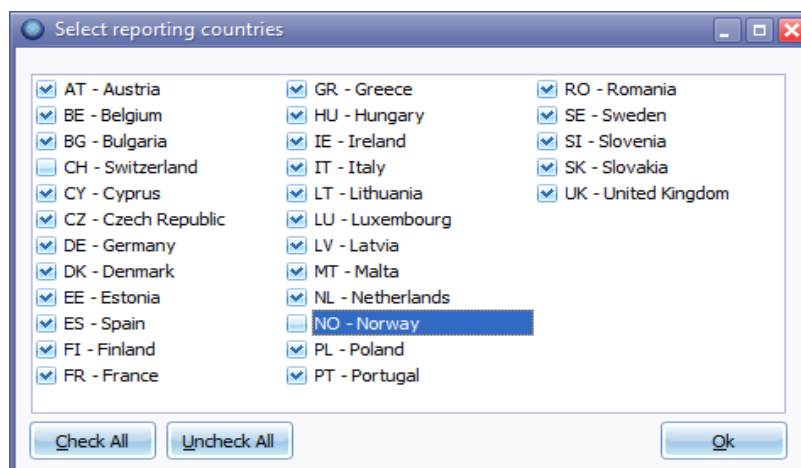 Select reporting countries
AT - Austria
BE - Belgium
BG - Bulgaria
CH - Switzerland
CY - Cyprus
CZ - Czech Republic
DE - Germany
DK - Denmark
EE - Estonia
ES - Spain
FI - Finland
FR - France
GR - Greece
HU - Hungary
IE - Ireland
IT - Italy
LT - Lithuania
LU - Luxembourg
LV - Latvia
MT - Malta
NL - Netherlands
NO - Norway
PL - Poland
PT - Portugal
RO - Romania
SE - Sweden
SI - Slovenia
SK - Slovakia
UK - United Kingdom
Check All
Uncheck All
Ok